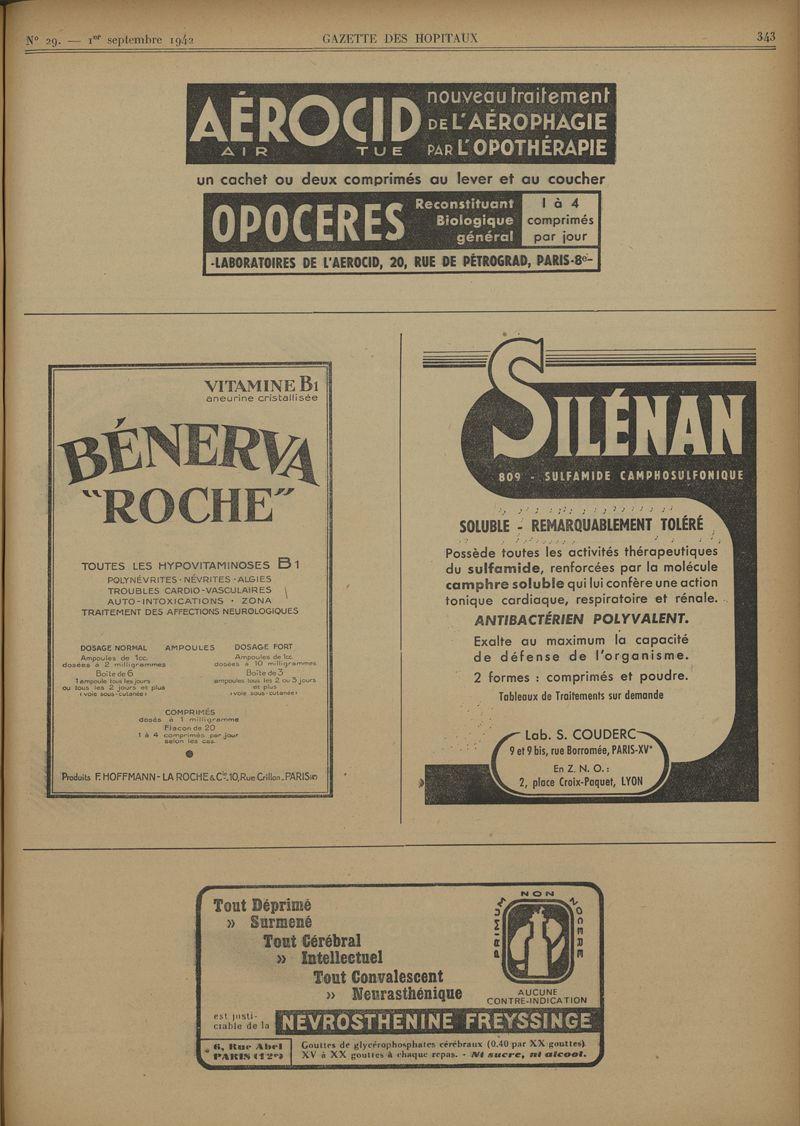 N° 29. — 1er septembre 1942
GAZETTE DES HOPITAUX
343
AÉROCID
AIR TUE
nouveau traitement
DE L'AÉROPHAGIE
PAR L'OPOTHÉRAPIE
un cachet ou deux comprimés au lever et au coucher
OPOCERES
Reconstituant
Biologique
général
1 à 4
comprimés
par jour
-LABORATOIRES DE L'AEROCID, 20, RUE DE PÉTROGRAD, PARIS-8e-
VITAMINE B1
aneurine cristallisée
BÉNERVA
"ROCHE"
TOUTES LES HYPOVITAMINOSES B1
POLYNÉVRITES · NÉVRITES · ALGIES
TROUBLES CARDIO-VASCULAIRES
AUTO-INTOXICATIONS · ZONA
TRAITEMENT DES AFFECTIONS NEUROLOGIQUES
DOSAGE NORMAL AMPOULES DOSAGE FORT
Ampoules de 1cc.
dosées à 2 milligrammes
Boîte de 6
1 ampoule tous les jours
ou tous les 2 jours et plus
(voie sous-cutanée)
Ampoules de 1cc.
dosées à 10 milligrammes
Boîte de 3
ampoules tous les 2 ou 3 jours
et plus
(voie sous-cutanée)
COMPRIMÉS
dosés à 1 milligramme
Flacon de 20
1 à 4 comprimés par jour
selon les cas.
Produits F. HOFFMANN-LA ROCHE & Cie. 10, Rue Crillon _ PARIS
SILÉNAN
809 - SULFAMIDE CAMPHOSULFONIQUE
SOLUBLE - REMARQUABLEMENT TOLÉRÉ
Possède toutes les activités thérapeutiques
du sulfamide, renforcées par la molécule
camphre soluble qui lui confère une action
tonique cardiaque, respiratoire et rénale.
ANTIBACTÉRIEN POLYVALENT.
Exalte au maximum la capacité
de défense de l'organisme.
2 formes : comprimés et poudre.
Tableaux de Traitements sur demande
Lab. S. COUDERC
9 et 9 bis, rue Borromée, PARIS-XVe
En Z. N. O. :
2, place Croix-Paquet, LYON
Tout Déprimé
» Surmené
Tout Cérébral
» Intellectuel
Tout Convalescent
» Neurasthénique
PRIMUM NON NOCERE
AUCUNE
CONTRE-INDICATION
est justi-
ciable de la
NÉVROSTHÉNINE FREYSSINGE
6, Rue Abel
PARIS (12e)
Gouttes de glycérophosphates cérébraux (0.40 par XX gouttes)
XV à XX gouttes à chaque repas. - Ni sucre, ni alcool.